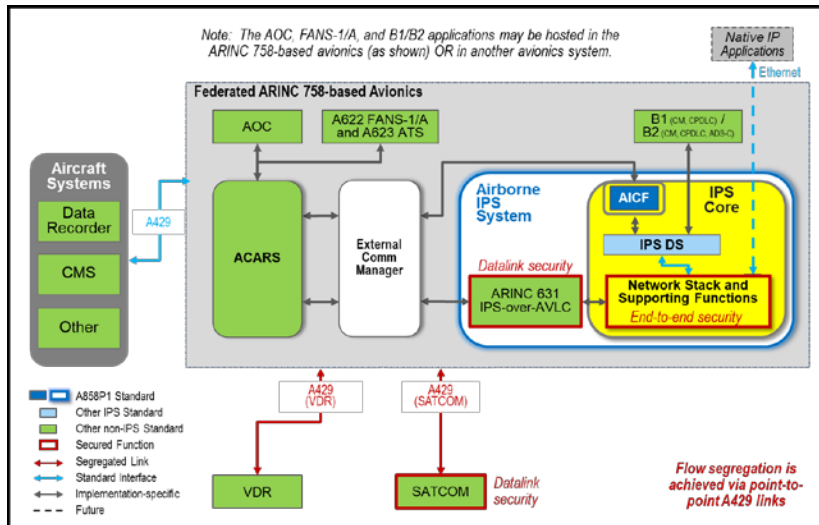 Note: The AOC, FANS-1/A, and B1/B2 applications may be hosted in the
ARINC 758-based avionics (as shown) OR in another avionics system.
Native IP
Applications
Ethernet
Federated ARINC 758-based Avionics
AOC
A622 FANS-1/A
and A623 ATS
B1 (CM, CPDLC) /
B2 (CM, CPDLC, ADS-C)
Aircraft
Systems
Data
Recorder
CMS
Other
A429
ACARS
External
Comm
Manager
Airborne
IPS
System
AICF
IPS
Core
IPS DS
Datalink security
ARINC 631
IPS-over-AVLC
Network Stack and
Supporting Functions
End-to-end security
A429
(VDR)
A429
(SATCOM)
VDR
SATCOM
Datalink
security
Flow segregation is
achieved via point-to-
point A429 links
A858P1 Standard
Other IPS Standard
Other non-IPS Standard
Secured Function
Segregated Link
Standard Interface
Implementation-specific
Future